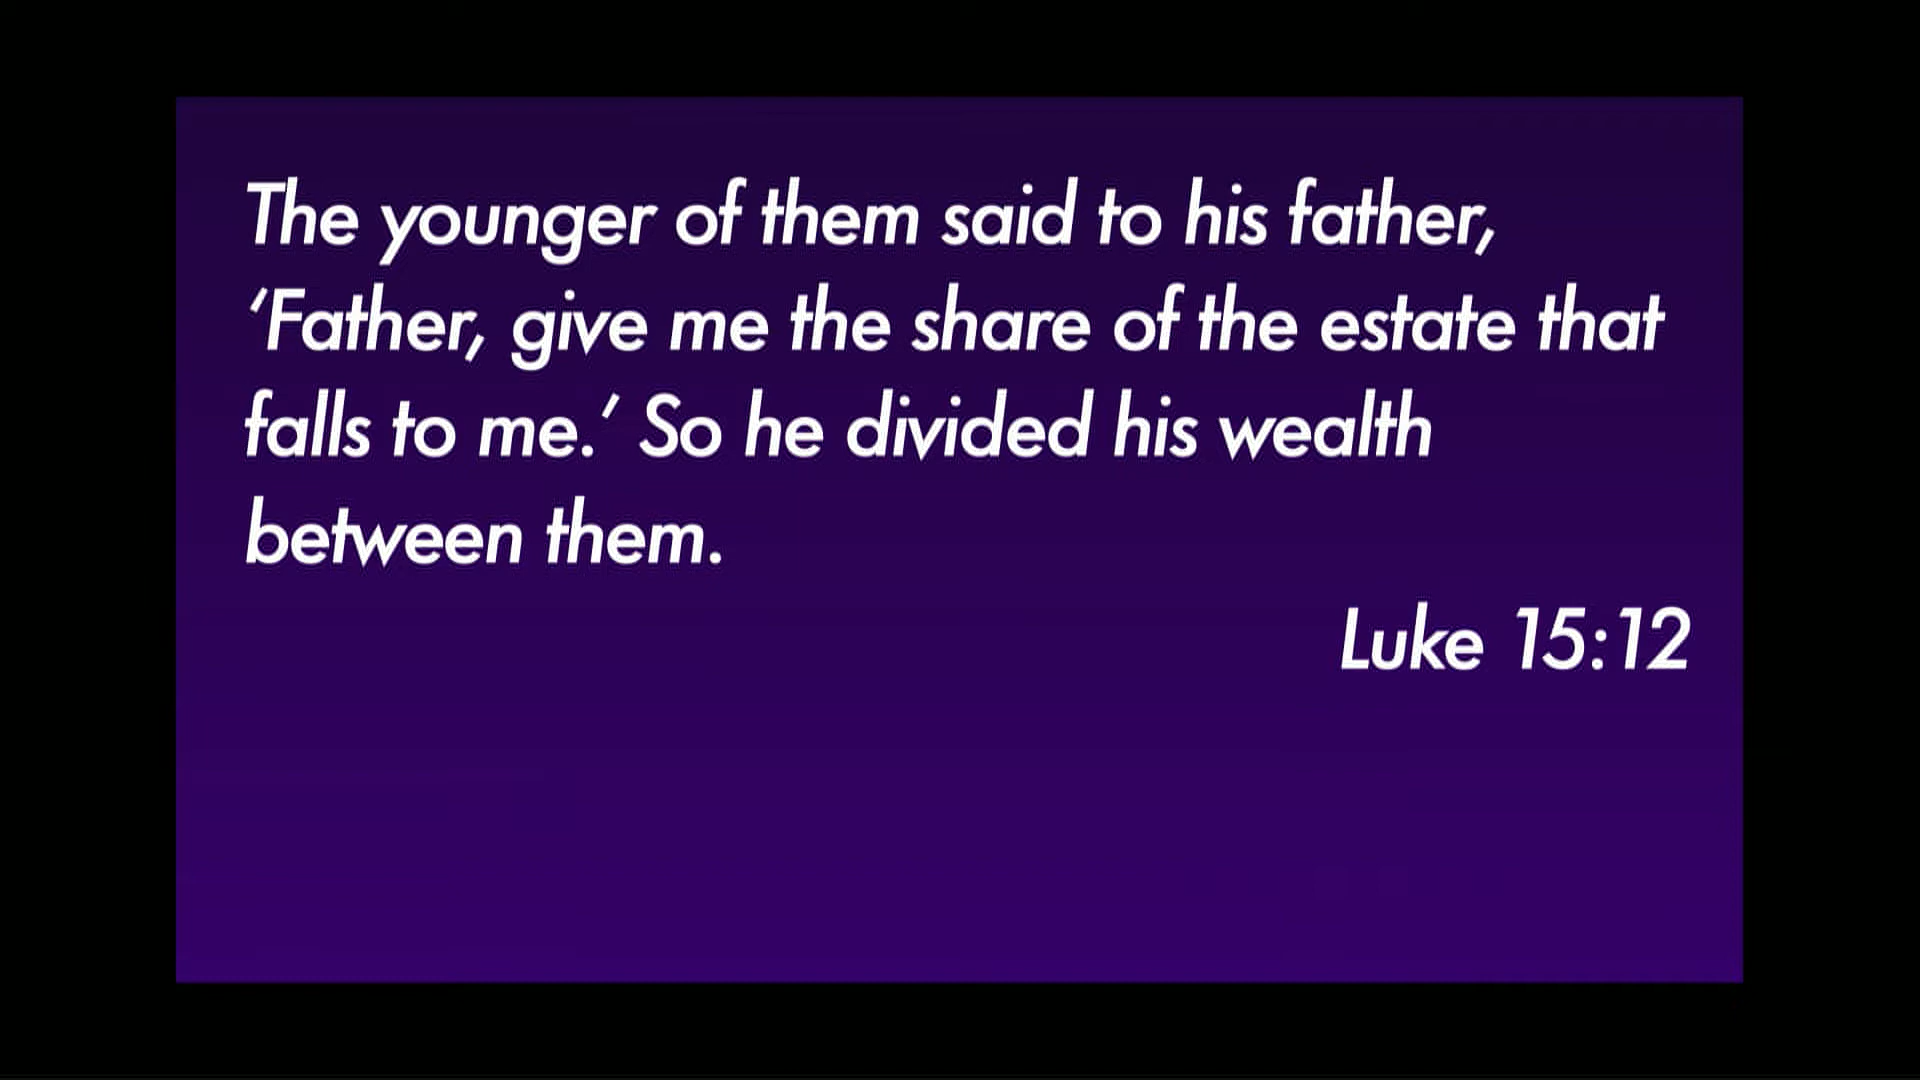 The younger of them said to his father,
‘Father, give me the share of the estate that
falls to me.’ So he divided his wealth
between them.
Luke 15:12